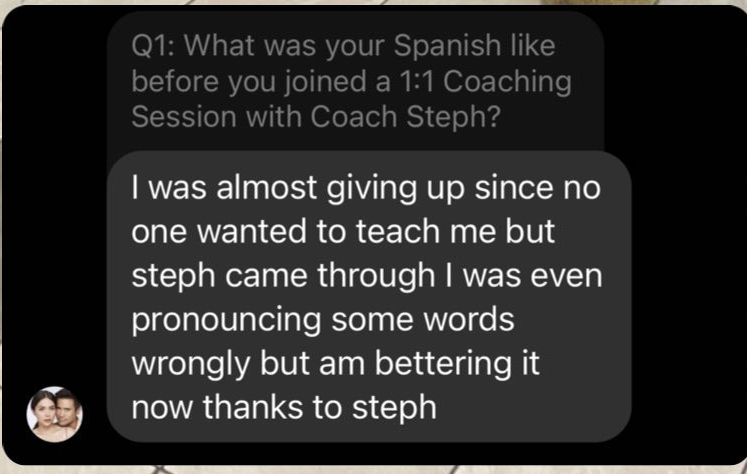 Q1: What was your Spanish like
before you joined a 1:1 Coaching
Session with Coach Steph?
I was almost giving up since no
one wanted to teach me but
steph came through I was even
pronouncing some words
wrongly but am bettering it
now thanks to steph